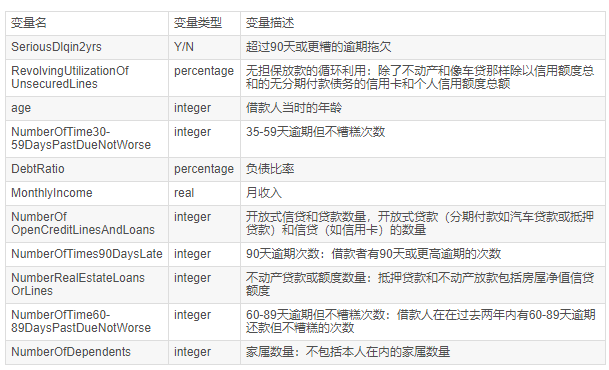 变量名 变量类型 变量描述
SeriousDlqin2yrs Y/N 超过90天或更糟的逾期拖欠
RevolvingUtilizationOf percentage 无担保放款的循环利用：除了不动产和像车贷那样除以信用额度总
UnsecuredLines 和的无分期付款债务的信用卡和个人信用额度总额
age integer 借款人当时的年龄
NumberOfTime30- integer 35-59天逾期但不糟糕次数
59DaysPastDueNotWorse
DebtRatio percentage 负债比率
MonthlyIncome real 月收入
NumberOf integer 开放式信贷和贷款数量，开放式贷款（分期付款如汽车贷款或抵押
OpenCreditLinesAndLoans 贷款）和信贷（如信用卡）的数量
NumberOfTimes90DaysLate integer 90天逾期次数：借款者有90天或更高逾期的次数
NumberRealEstateLoans integer 不动产贷款或额度数量：抵押贷款和不动产放款包括房屋净值信贷
OrLines 额度
NumberOfTime60- integer 60-89天逾期但不糟糕次数：借款人在在过去两年内有60-89天逾期
89DaysPastDueNotWorse 还款但不糟糕的次数
NumberOfDependents integer 家属数量：不包括本人在内的家属数量